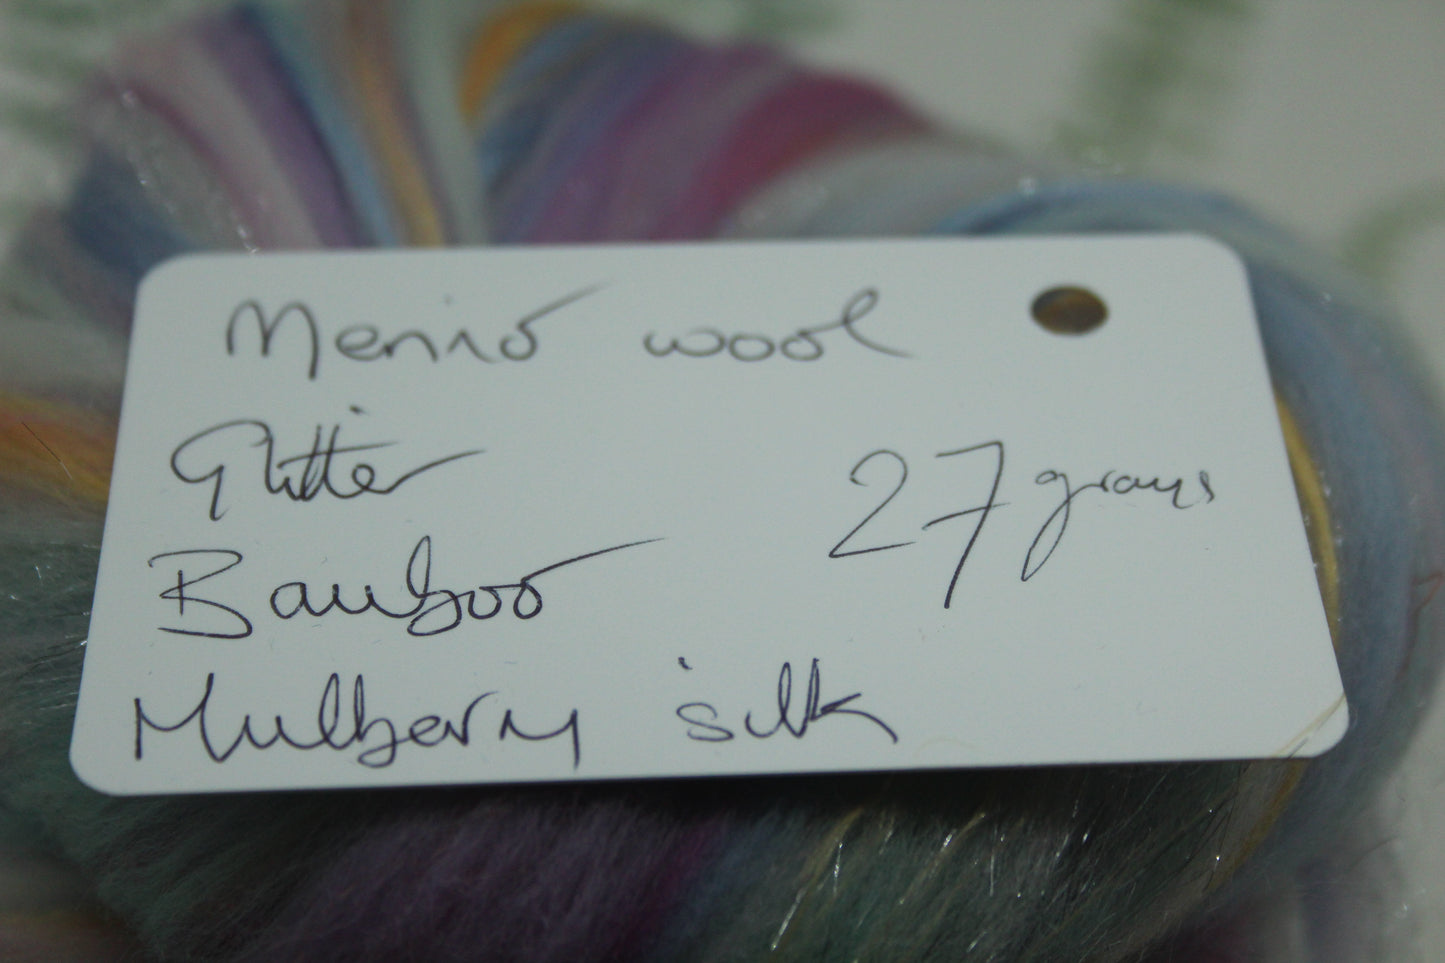 Merino wool
Glitter
27 grams
Bamboo
Mulberry silk